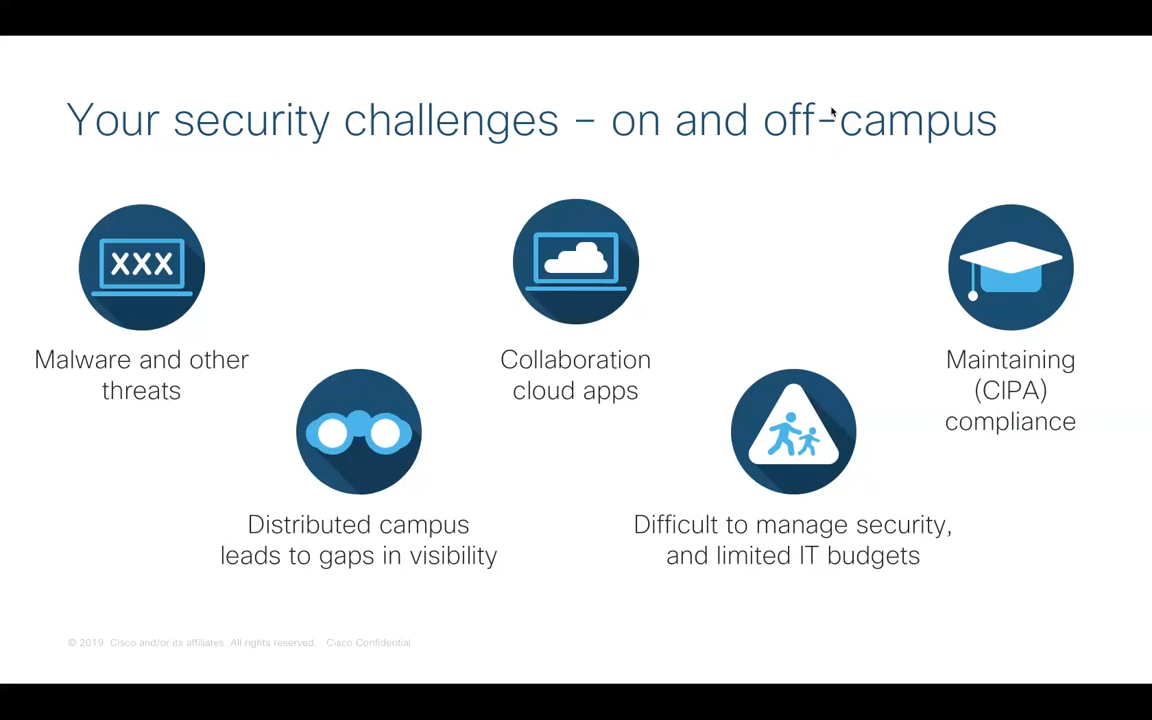 Your security challenges – on and off-campus
XXX
Malware and other
threats
Distributed campus
leads to gaps in visibility
Collaboration
cloud apps
Difficult to manage security,
and limited IT budgets
Maintaining
(CIPA)
compliance
© 2019 Cisco and/or its affiliates. All rights reserved. Cisco Confidential